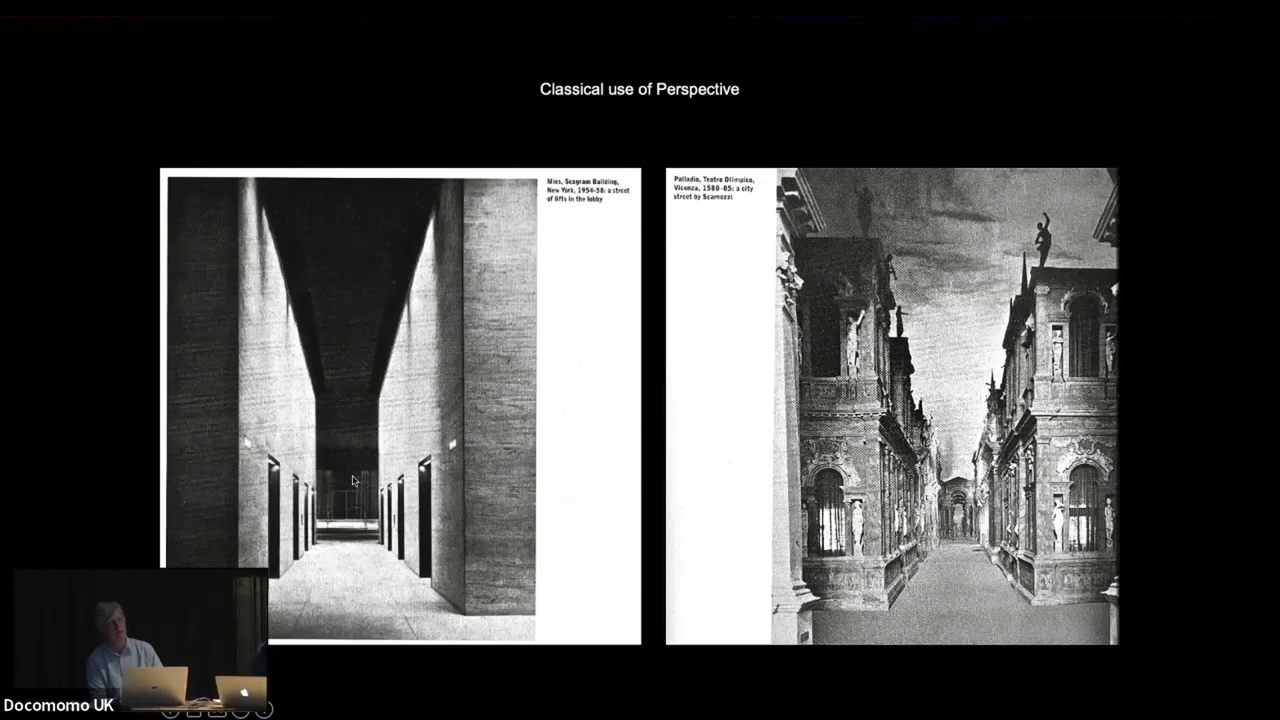 Classical use of Perspective
Mies, Seagram Building,
New York, 1954-58: a street
of lifts in the lobby
Palladio, Teatro Olimpico,
Vicenza, 1580-85: a city
street by Scamozzi
Docomomo UK